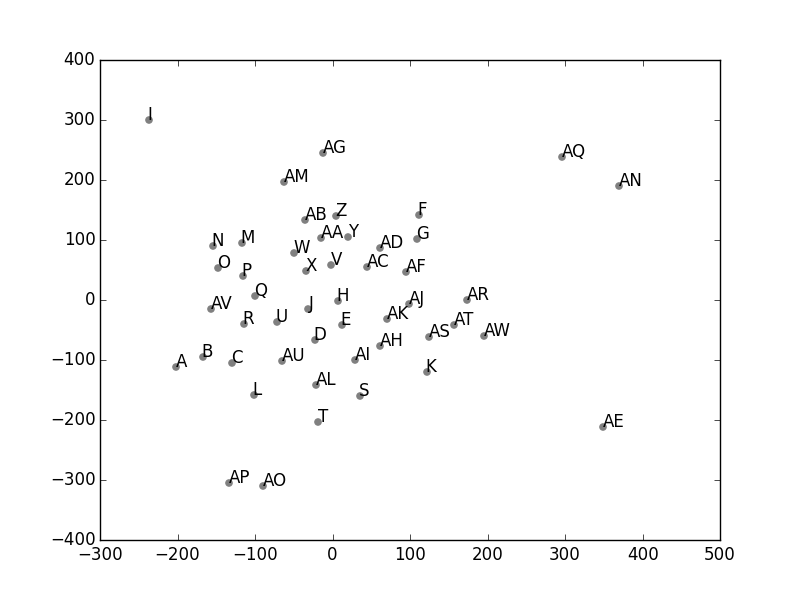 400
I
300
AG
AQ
200
AM
AN
AB Z F
AA Y G
100
N M
W AD
O P X V AC AF
Q
0
AV J H AJ AR
R U E AK AT
D AH AS AW
A B C AU AI
−100
K
L AL S
T
−200
AE
−300
AP AO
−400
−300 −200 −100 0 100 200 300 400 500